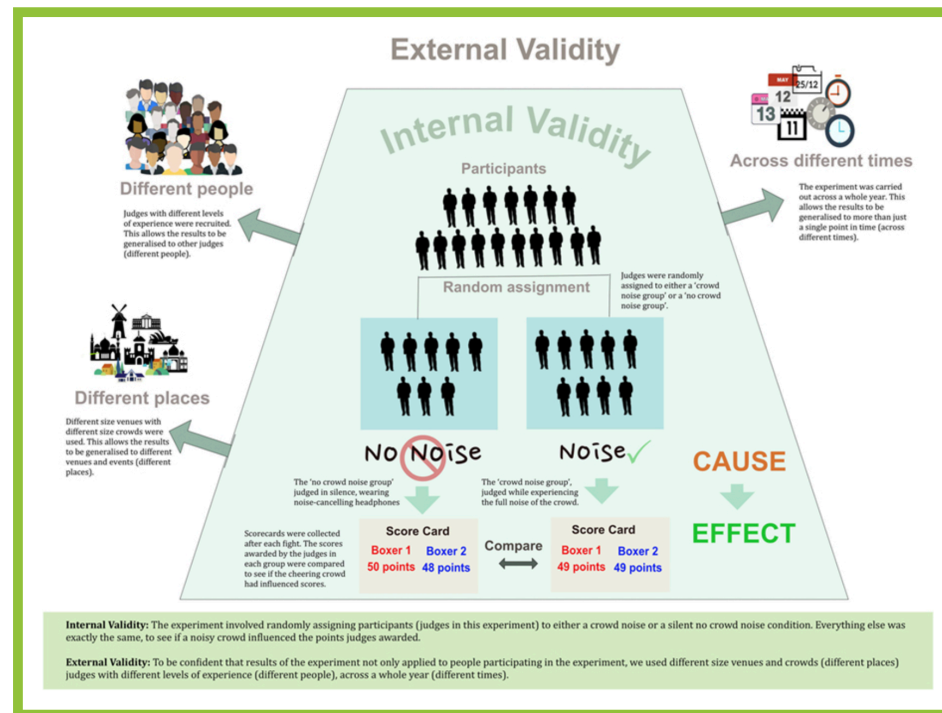 External Validity
Internal Validity
Participants
Random assignment
Different people
Judges with different levels
of experience were recruited.
This allows the results to be
generalised to other judges
(different people).
MAY
25/12
12
13
11
Across different times
The experiment was carried
out across a whole year. This
allows the results to be
generalised to more than just
a single point in time (across
different times).
Judges were randomly
assigned to either a 'crowd
noise group' or a 'no crowd
noise group'.
Different places
Different size venues with
different size crowds were
used. This allows the results
to be generalised to different
venues and events (different
places).
NO NOISE
NOISE
The 'no crowd noise group'
judged in silence, wearing
noise-cancelling headphones
The 'crowd noise group',
judged while experiencing
the full noise of the crowd.
CAUSE
EFFECT
Scorecards were collected
after each fight. The scores
awarded by the judges in
each group were compared
to see if the cheering crowd
had influenced scores.
Score Card
Boxer 1 Boxer 2
50 points 48 points
Compare
Score Card
Boxer 1 Boxer 2
49 points 49 points
Internal Validity: The experiment involved randomly assigning participants (judges in this experiment) to either a crowd noise or a silent no crowd noise condition. Everything else was
exactly the same, to see if a noisy crowd influenced the points judges awarded.
External Validity: To be confident that results of the experiment not only applied to people participating in the experiment, we used different size venues and crowds (different places)
judges with different levels of experience (different people), across a whole year (different times).